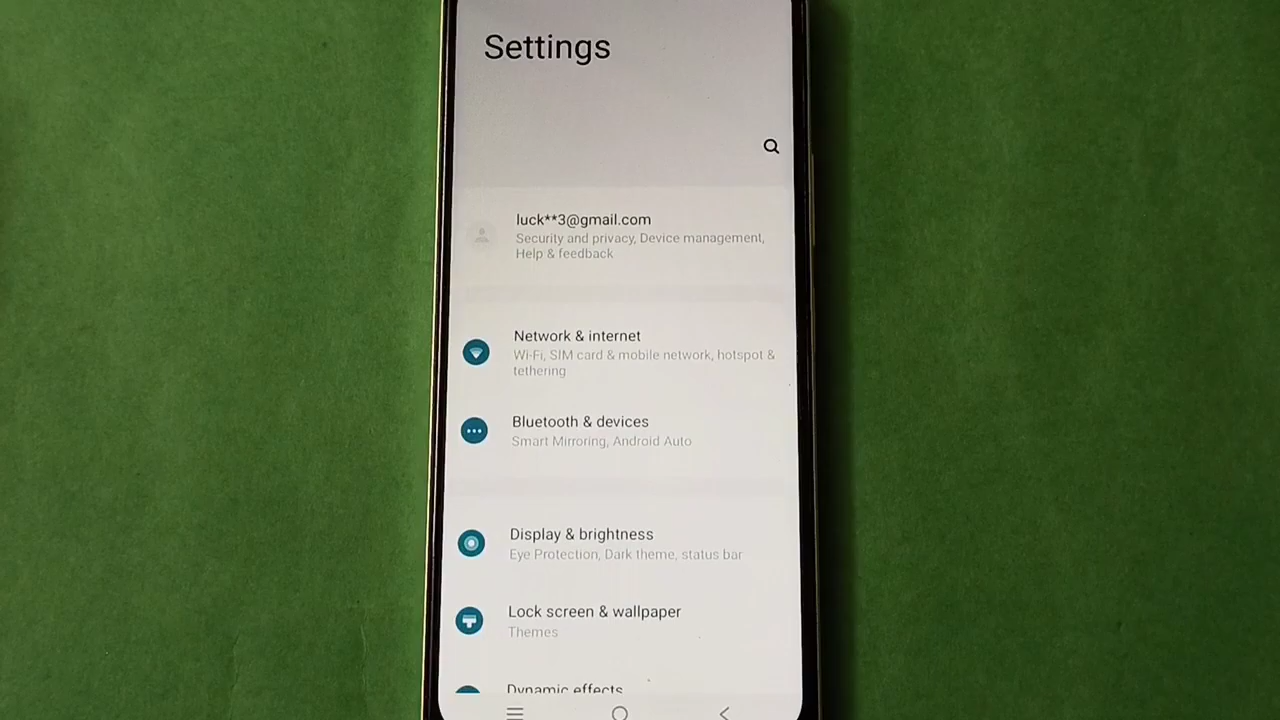 Settings
luck**3@gmail.com
Security and privacy, Device management,
Help & feedback
Network & internet
Wi-Fi, SIM card & mobile network, hotspot &
tethering
Bluetooth & devices
Smart Mirroring, Android Auto
Display & brightness
Eye Protection, Dark theme, status bar
Lock screen & wallpaper
Themes
Dynamic effects